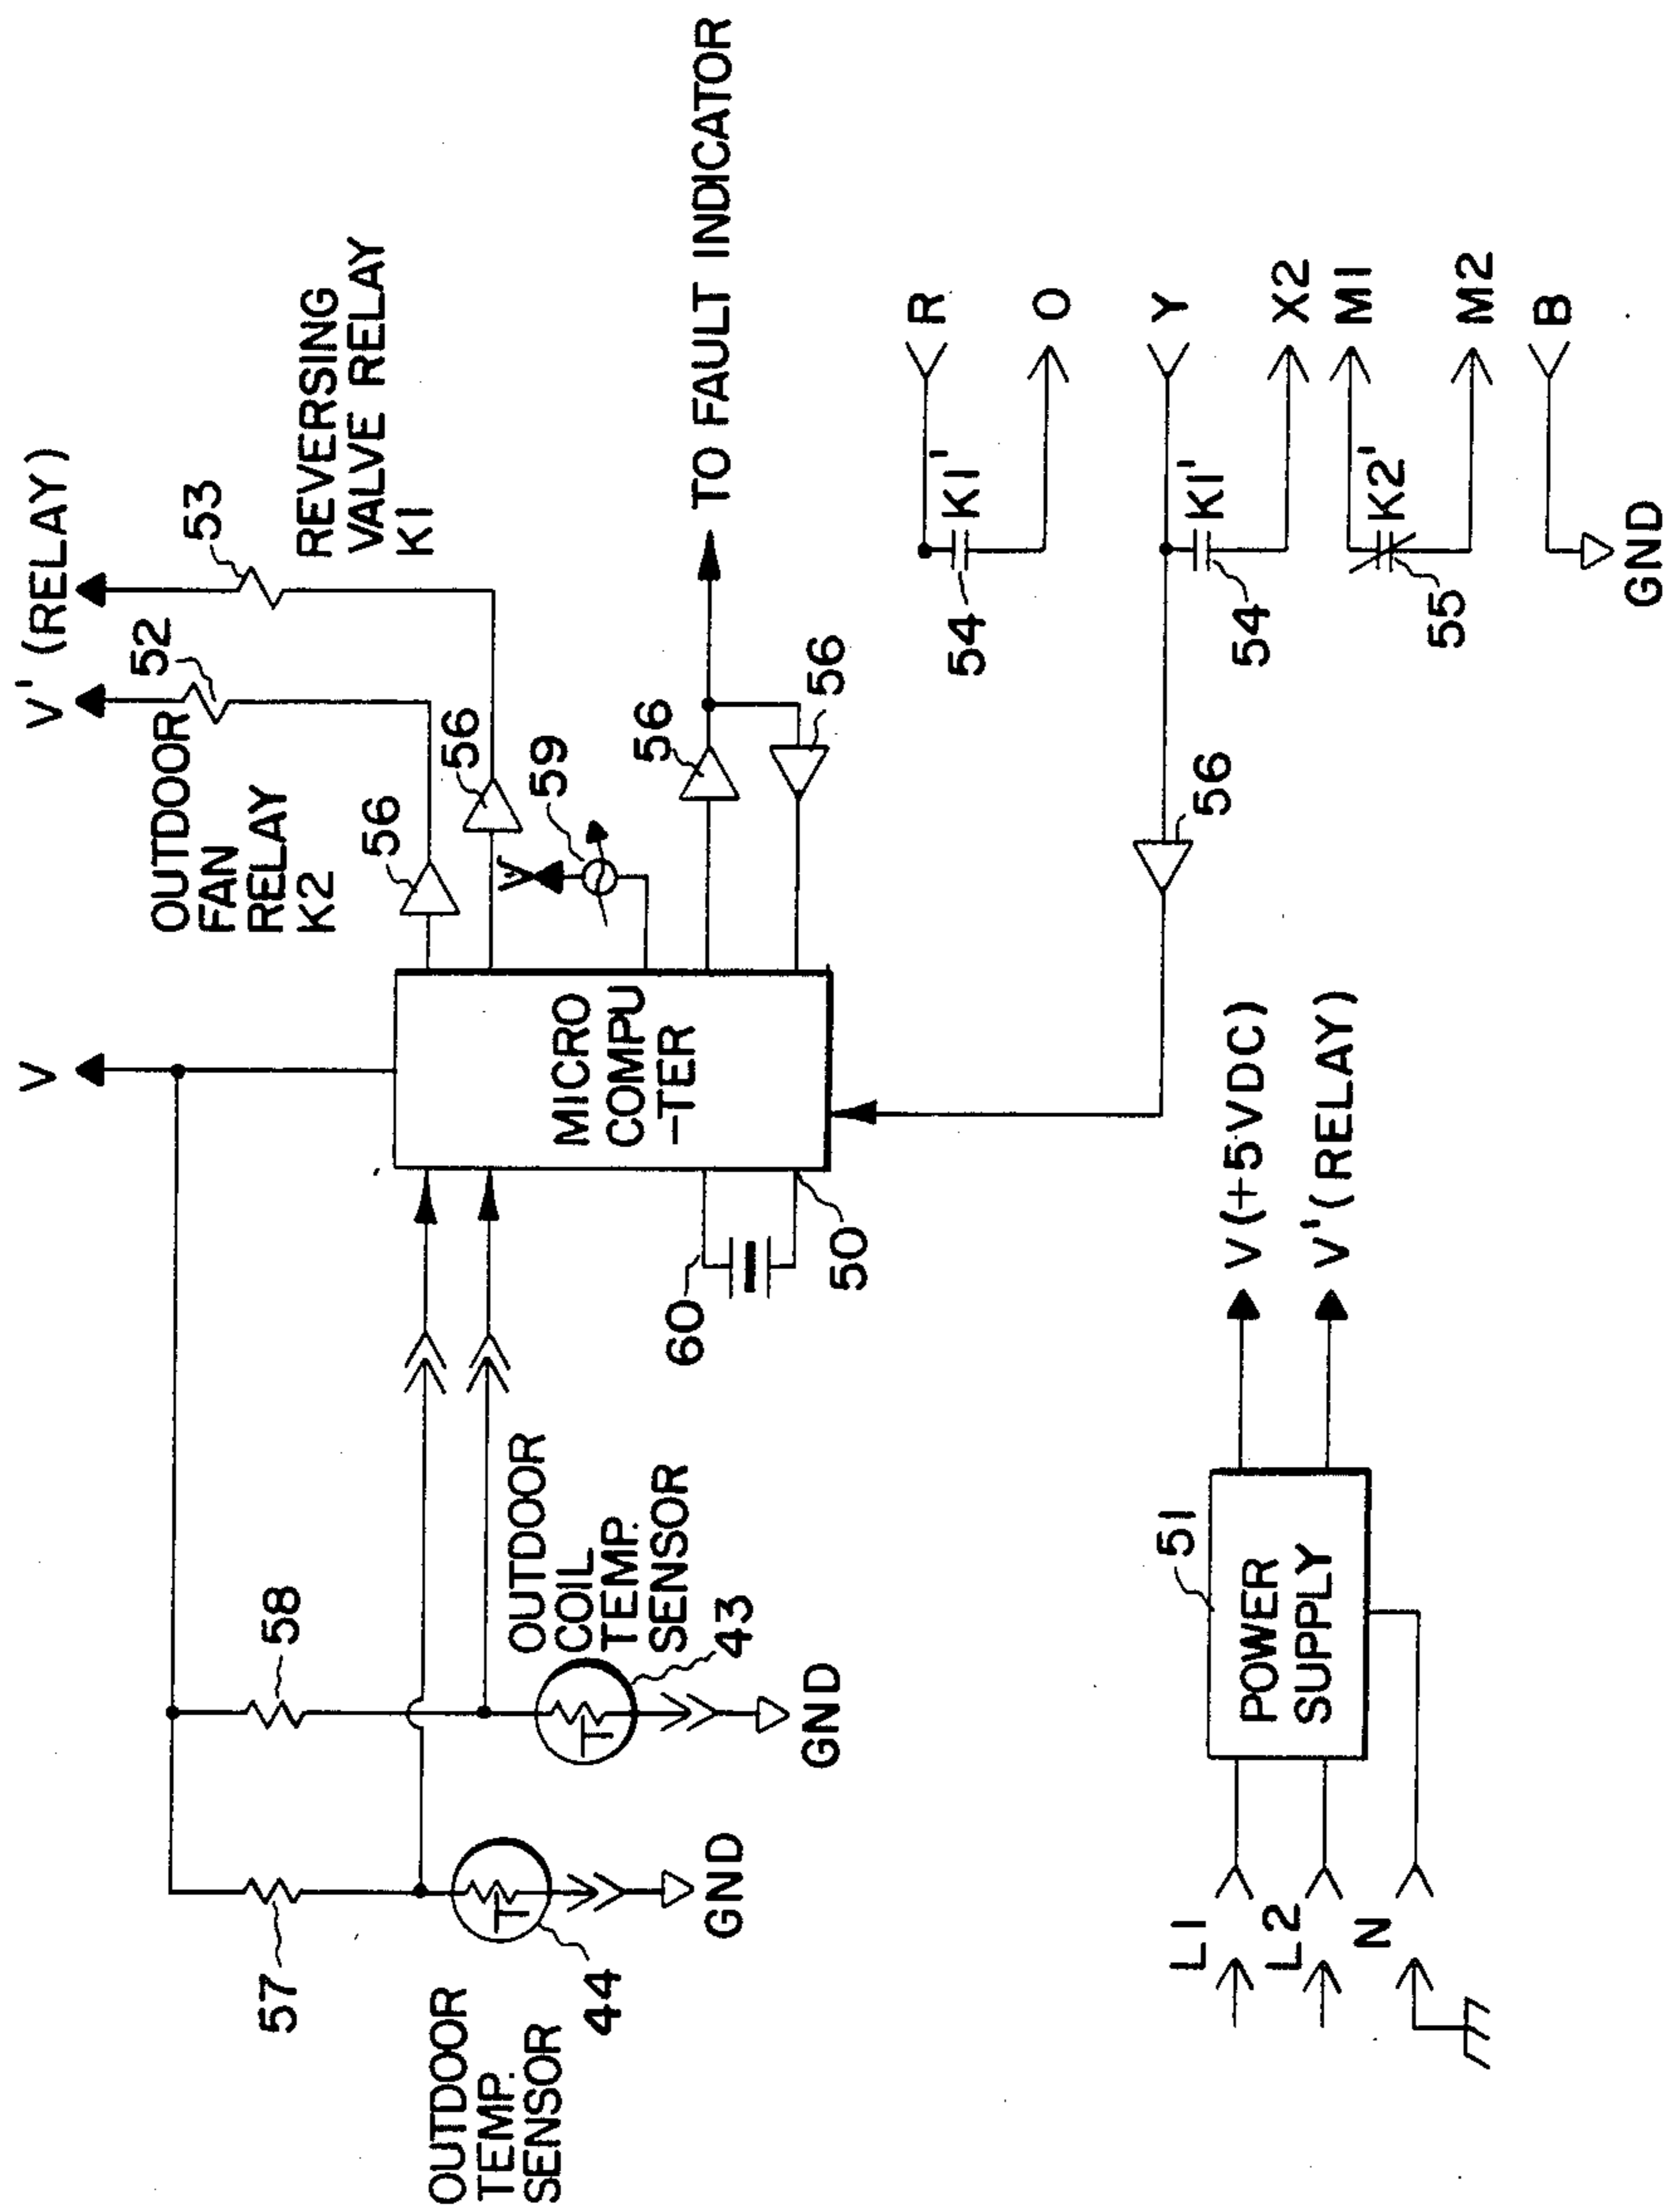 V
V' (RELAY)
52
53
OUTDOOR
FAN
RELAY
K2
REVERSING
VALVE RELAY
K1
56
56
V
59
57
58
MICRO
COMPU
-TER
56
56
TO FAULT INDICATOR
OUTDOOR
TEMP.
SENSOR
44
GND
OUTDOOR
COIL
TEMP.
SENSOR
43
GND
T
T
60
50
R
54
K1'
O
Y
56
54
K1'
X2
M1
55
K2'
M2
B
GND
L1
L2
N
51
POWER
SUPPLY
V (+5VDC)
V' (RELAY)